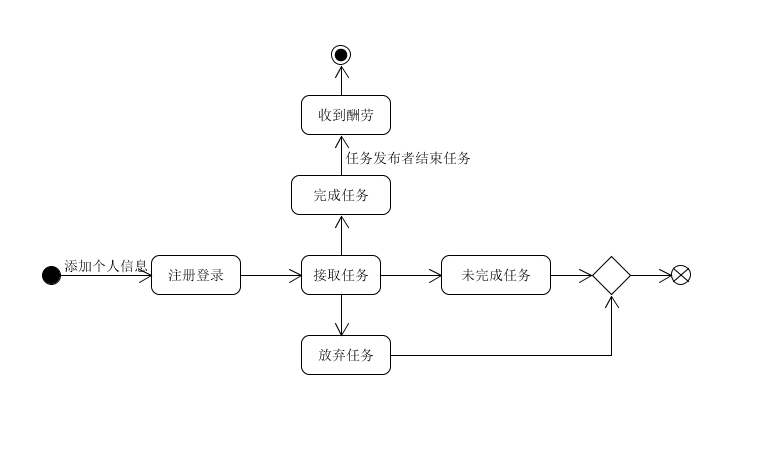 收到酬劳
任务发布者结束任务
完成任务
添加个人信息
注册登录
接取任务
未完成任务
放弃任务